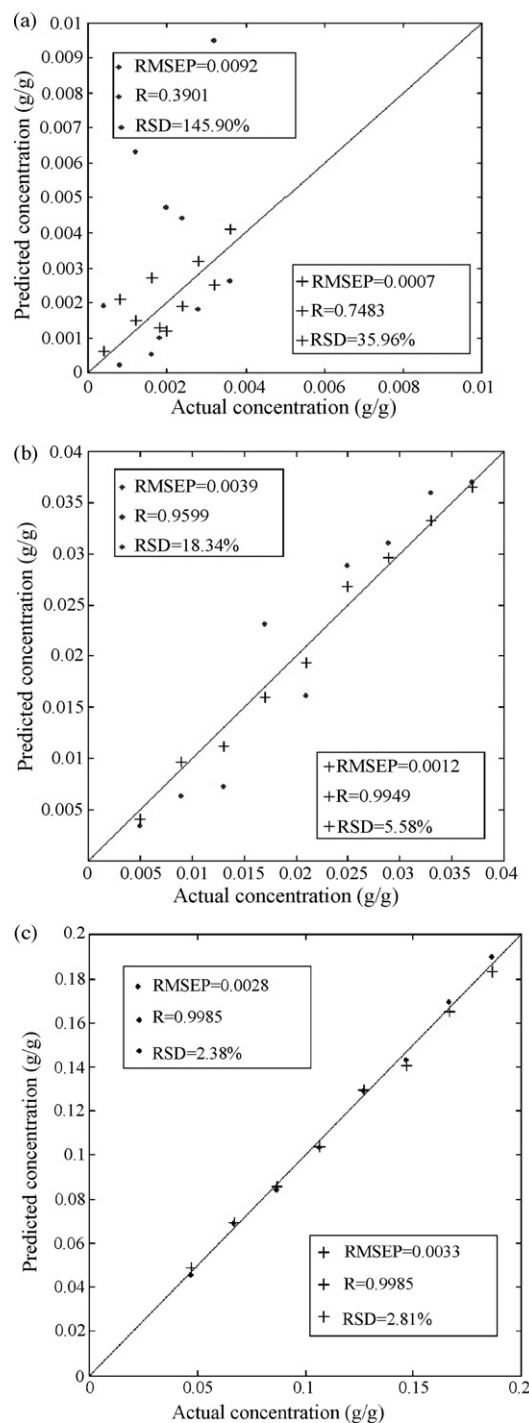 (a)
0.01
0.009
0.008
0.007
0.006
0.005
0.004
0.003
0.002
0.001
0
Predicted concentration (g/g)
RMSEP=0.0092
R=0.3901
RSD=145.90%
RMSEP=0.0007
R=0.7483
RSD=35.96%
0 0.002 0.004 0.006 0.008 0.01
Actual concentration (g/g)
(b)
0.04
0.035
0.03
0.025
0.02
0.015
0.01
0.005
Predicted concentration (g/g)
RMSEP=0.0039
R=0.9599
RSD=18.34%
RMSEP=0.0012
R=0.9949
RSD=5.58%
0 0.005 0.01 0.015 0.02 0.025 0.03 0.035 0.04
Actual concentration (g/g)
(c)
0.2
0.18
0.16
0.14
0.12
0.1
0.08
0.06
0.04
0.02
0
Predicted concentration (g/g)
RMSEP=0.0028
R=0.9985
RSD=2.38%
RMSEP=0.0033
R=0.9985
RSD=2.81%
0 0.05 0.1 0.15 0.2
Actual concentration (g/g)